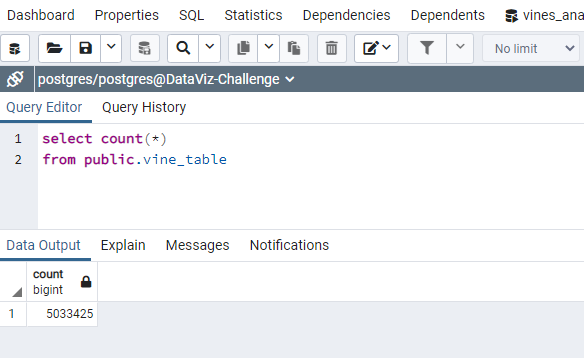 Dashboard Properties SQL Statistics Dependencies Dependents vines_ana
No limit
postgres/postgres@DataViz-Challenge
Query Editor Query History
1 select count(*)
2 from public.vine_table
Data Output Explain Messages Notifications
count
bigint
1 5033425